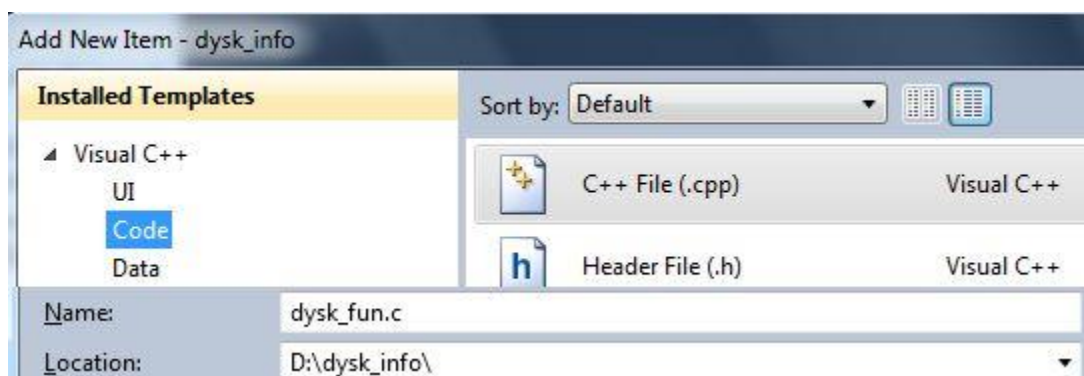 Add New Item - dysk_info
Installed Templates
Sort by: Default
Visual C++
UI
Code
Data
C++ File (.cpp) Visual C++
Header File (.h) Visual C++
Name: dysk_fun.c
Location: D:\dysk_info\